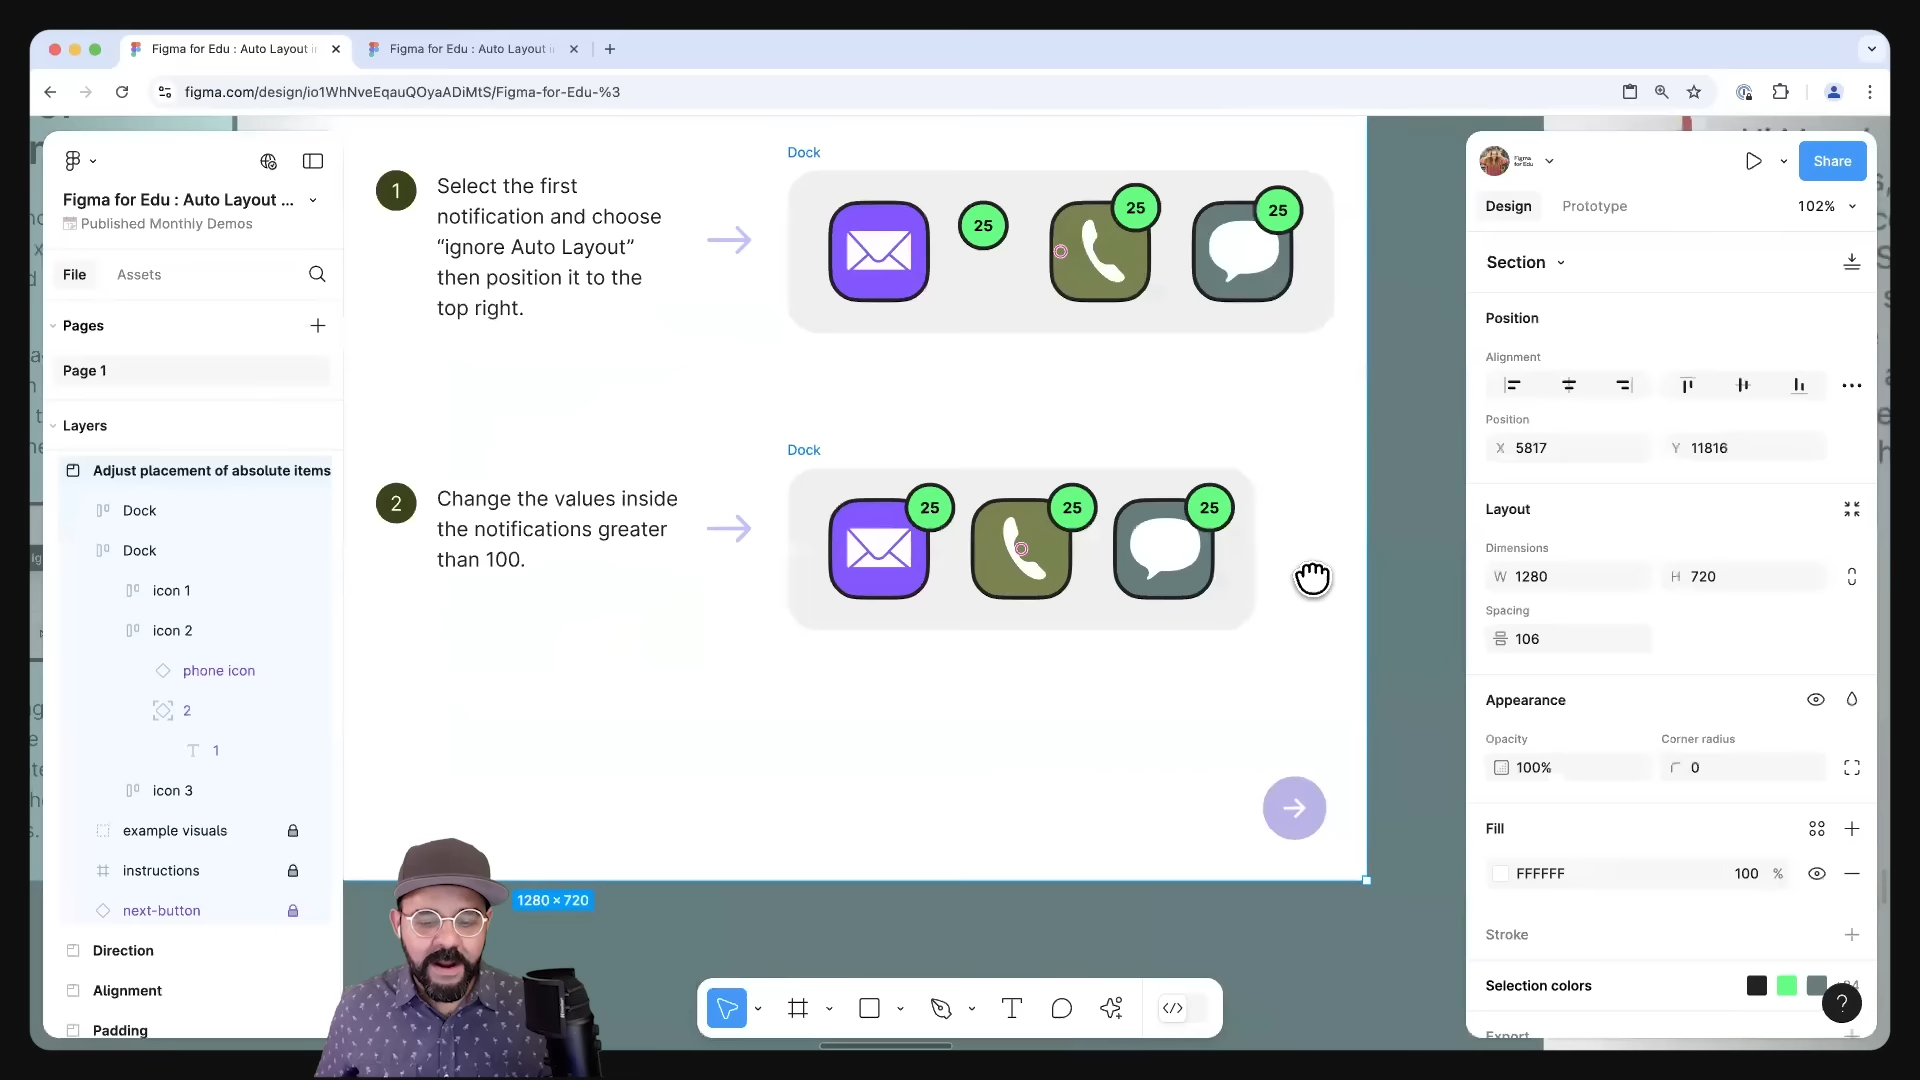 Figma for Edu : Auto Layout i
Figma for Edu : Auto Layout i
figma.com/design/io1WhNveEqauQOyaADiMtS/Figma-for-Edu-%3
Figma for Edu : Auto Layout ...
Published Monthly Demos
File
Assets
Pages
Page 1
Layers
Adjust placement of absolute items
Dock
Dock
icon 1
icon 2
phone icon
2
1
icon 3
example visuals
instructions
next-button
Direction
Alignment
Padding
1
Select the first
notification and choose
“ignore Auto Layout”
then position it to the
top right.
Dock
25
25
25
2
Change the values inside
the notifications greater
than 100.
Dock
25
25
25
1280 × 720
Figma
for Edu
Share
Design
Prototype
102%
Section
Position
Alignment
Position
X 5817
Y 11816
Layout
Dimensions
W 1280
H 720
Spacing
106
Appearance
Opacity
Corner radius
100%
0
Fill
FFFFFF
100 %
Stroke
Selection colors
?
Export